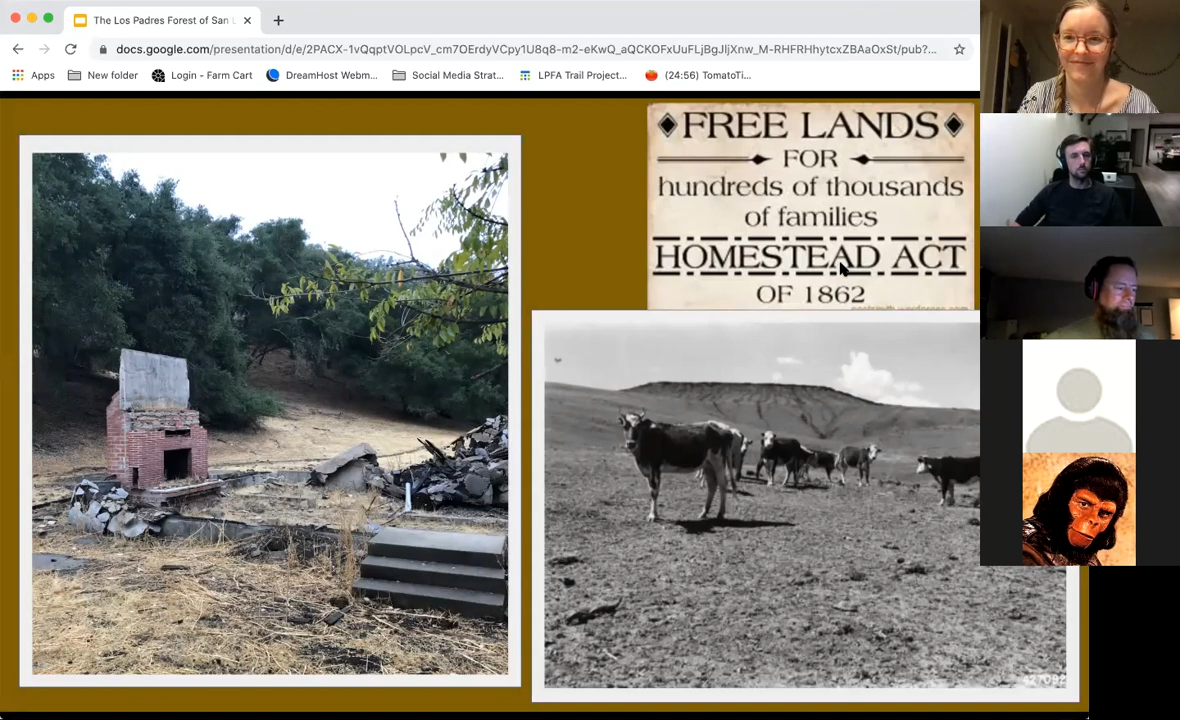 The Los Padres Forest of San L
docs.google.com/presentation/d/e/2PACX-1vQqptVOLpcV_cm7OErdyVCpy1U8q8-m2-eKwQ_aQCKOFxUuFLjBgJljXnw_M-RHFRHhytcxZBAaOxSt/pub?...
Apps New folder Login - Farm Cart DreamHost Webm... Social Media Strat... LPFA Trail Project... (24:56) TomatoTi...
FREE LANDS
FOR
hundreds of thousands
of families
HOMESTEAD ACT
OF 1862
427092